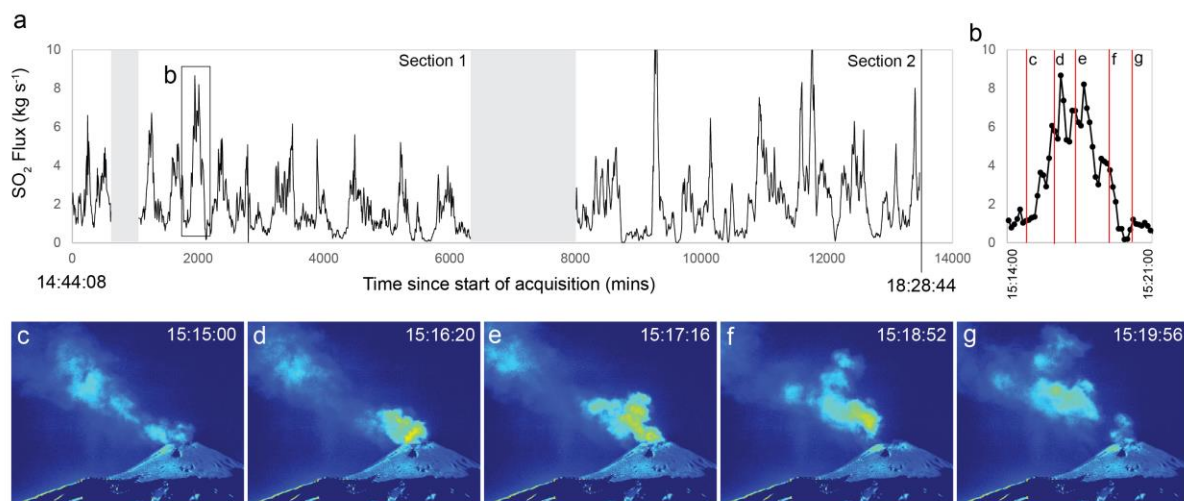 a
b
10
8
6
4
2
0
SO2 Flux (kg s-1)
b
Section 1
Section 2
0
2000
4000
6000
8000
10000
12000
14000
14:44:08
Time since start of acquisition (mins)
18:28:44
10
8
6
4
2
0
c
d
e
f
g
15:14:00
15:21:00
c
15:15:00
d
15:16:20
e
15:17:16
f
15:18:52
g
15:19:56